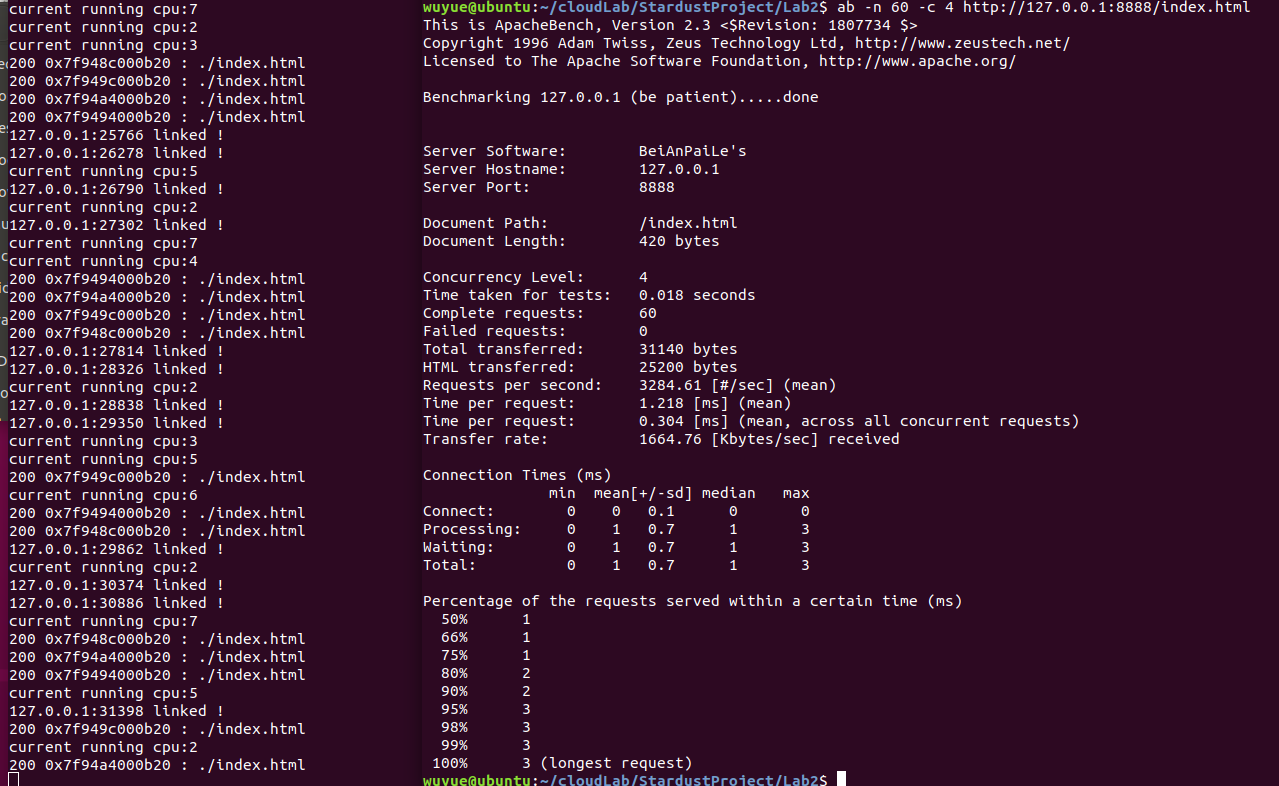 current running cpu:7
current running cpu:2
current running cpu:3
200 0x7f948c000b20 : ./index.html
200 0x7f949c000b20 : ./index.html
200 0x7f94a4000b20 : ./index.html
200 0x7f9494000b20 : ./index.html
127.0.0.1:25766 linked !
127.0.0.1:26278 linked !
current running cpu:5
127.0.0.1:26790 linked !
current running cpu:2
127.0.0.1:27302 linked !
current running cpu:7
current running cpu:4
200 0x7f9494000b20 : ./index.html
200 0x7f94a4000b20 : ./index.html
200 0x7f949c000b20 : ./index.html
200 0x7f948c000b20 : ./index.html
127.0.0.1:27814 linked !
127.0.0.1:28326 linked !
current running cpu:2
127.0.0.1:28838 linked !
127.0.0.1:29350 linked !
current running cpu:3
current running cpu:5
200 0x7f949c000b20 : ./index.html
current running cpu:6
200 0x7f9494000b20 : ./index.html
200 0x7f948c000b20 : ./index.html
127.0.0.1:29862 linked !
current running cpu:2
127.0.0.1:30374 linked !
127.0.0.1:30886 linked !
current running cpu:7
200 0x7f948c000b20 : ./index.html
200 0x7f94a4000b20 : ./index.html
200 0x7f9494000b20 : ./index.html
current running cpu:5
127.0.0.1:31398 linked !
200 0x7f949c000b20 : ./index.html
current running cpu:2
200 0x7f94a4000b20 : ./index.html
wuyue@ubuntu:~/cloudLab/StardustProject/Lab2$ ab -n 60 -c 4 http://127.0.0.1:8888/index.html
This is ApacheBench, Version 2.3 <$Revision: 1807734 $>
Copyright 1996 Adam Twiss, Zeus Technology Ltd, http://www.zeustech.net/
Licensed to The Apache Software Foundation, http://www.apache.org/
Benchmarking 127.0.0.1 (be patient).....done
Server Software: BeiAnPaiLe's
Server Hostname: 127.0.0.1
Server Port: 8888
Document Path: /index.html
Document Length: 420 bytes
Concurrency Level: 4
Time taken for tests: 0.018 seconds
Complete requests: 60
Failed requests: 0
Total transferred: 31140 bytes
HTML transferred: 25200 bytes
Requests per second: 3284.61 [#/sec] (mean)
Time per request: 1.218 [ms] (mean)
Time per request: 0.304 [ms] (mean, across all concurrent requests)
Transfer rate: 1664.76 [Kbytes/sec] received
Connection Times (ms)
min mean[+/-sd] median max
Connect: 0 0 0.1 0 0
Processing: 0 1 0.7 1 3
Waiting: 0 1 0.7 1 3
Total: 0 1 0.7 1 3
Percentage of the requests served within a certain time (ms)
50% 1
66% 1
75% 1
80% 2
90% 2
95% 3
98% 3
99% 3
100% 3 (longest request)
wuyue@ubuntu:~/cloudLab/StardustProject/Lab2$